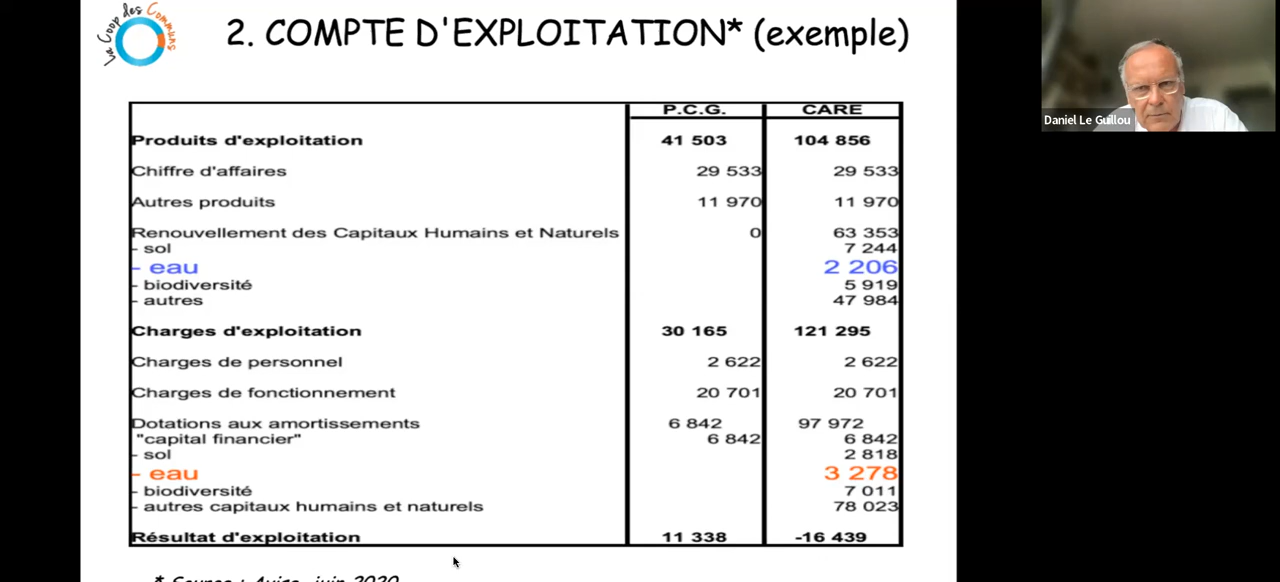 La Coop des Communs
2. COMPTE D'EXPLOITATION* (exemple)
Daniel Le Guillou
P.C.G. CARE
Produits d'exploitation 41 503 104 856
Chiffre d'affaires 29 533 29 533
Autres produits 11 970 11 970
Renouvellement des Capitaux Humains et Naturels 0 63 353
- sol 7 244
- eau 2 206
- biodiversité 5 919
- autres 47 984
Charges d'exploitation 30 165 121 295
Charges de personnel 2 622 2 622
Charges de fonctionnement 20 701 20 701
Dotations aux amortissements 6 842 97 972
"capital financier" 6 842 6 842
- sol 2 818
- eau 3 278
- biodiversité 7 011
- autres capitaux humains et naturels 78 023
Résultat d'exploitation 11 338 -16 439
* Source : juin 2020